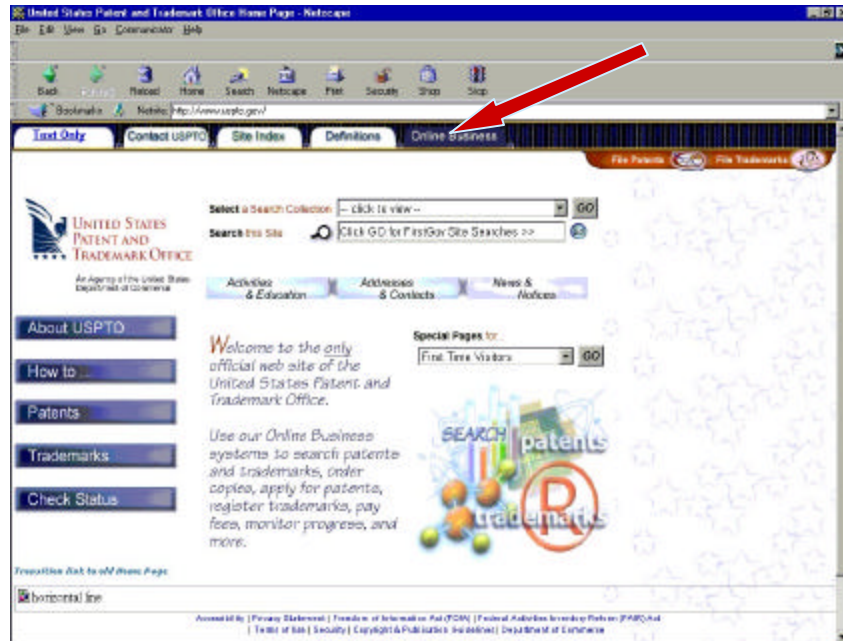 United States Patent and Trademark Office Home Page - Netscape
File Edit View Go Communicator Help
Back Reload Home Search Netscape Print Security Shop Stop
Bookmarks Netsite: http://www.uspto.gov/
Text Only Contact USPTO Site Index Definitions Online Business
File Patents File Trademarks
Select a Search Collection -- click to view -- GO
Search this Site Click GO for FirstGov Site Searches >>
UNITED STATES
PATENT AND
TRADEMARK OFFICE
An Agency of the United States
Department of Commerce
Activities
& Education
Addresses
& Contacts
News &
Notices
About USPTO
How to ...
Patents
Trademarks
Check Status
Welcome to the only
official web site of the
United States Patent and
Trademark Office.
Use our Online Business
systems to search patents
and trademarks, order
copies, apply for patents,
register trademarks, pay
fees, monitor progress, and
more.
Special Pages for...
First Time Visitors GO
SEARCH patents
R
trademarks
Transition link to old Home Page
horizontal line
Accessibility | Privacy Statement | Freedom of Information Act (FOIA) | Federal Activities Inventory Reform (FAIR) Act
| Terms of Use | Security | Copyright & Publication Guidelines | Department of Commerce